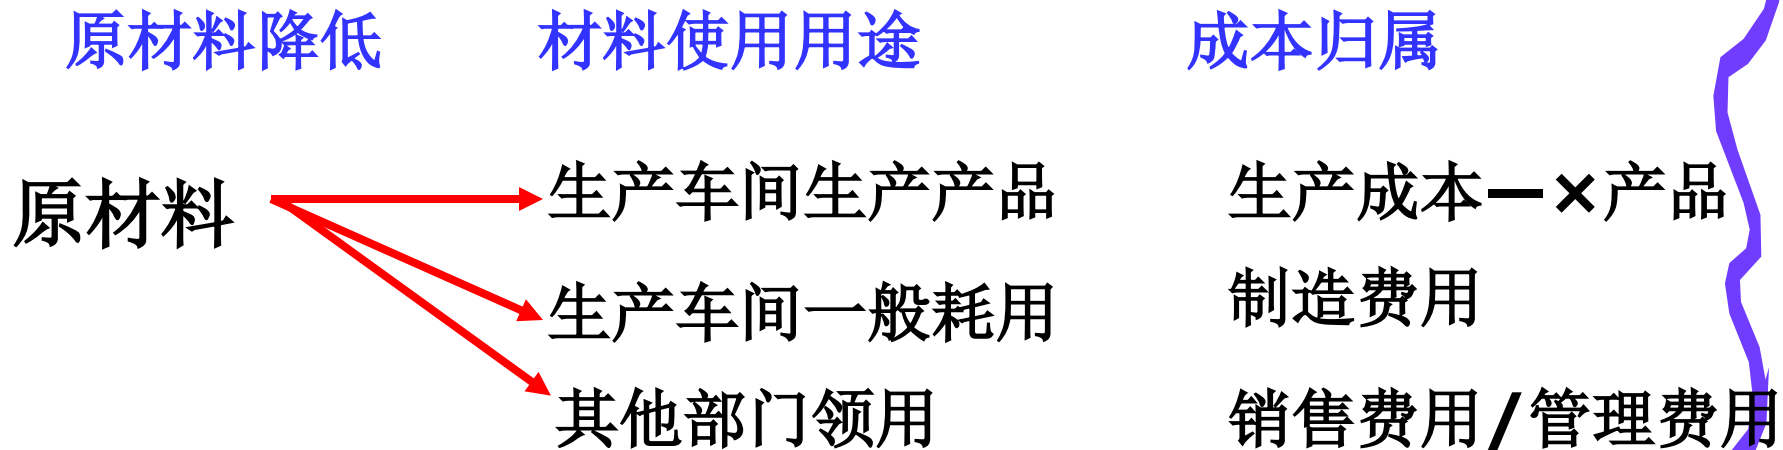 原材料降低 材料使用用途 成本归属
原材料 生产车间生产产品 生产成本—×产品
生产车间一般耗用 制造费用
其他部门领用 销售费用/管理费用